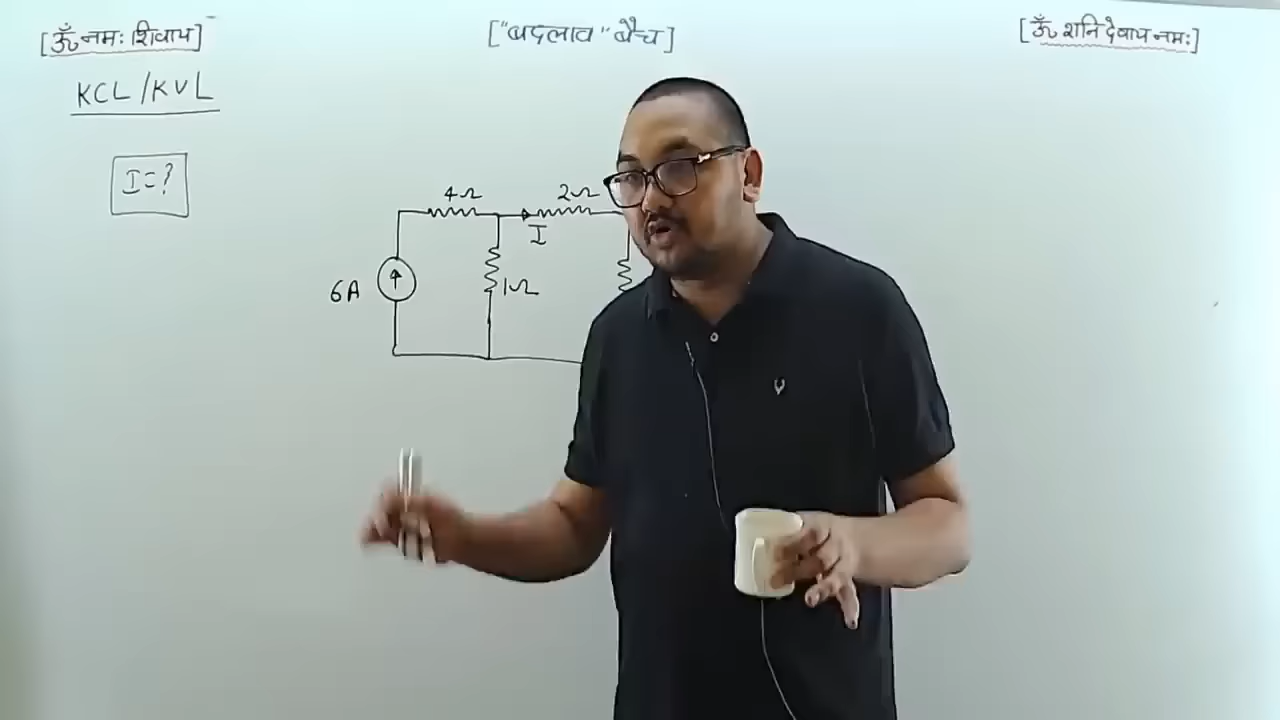 [ॐ नमः शिवाय]
["बदलाव" बैच]
[ॐ शनि देवाय नमः]
KCL/KVL
I=?
4Ω
2Ω
I
6A
1Ω